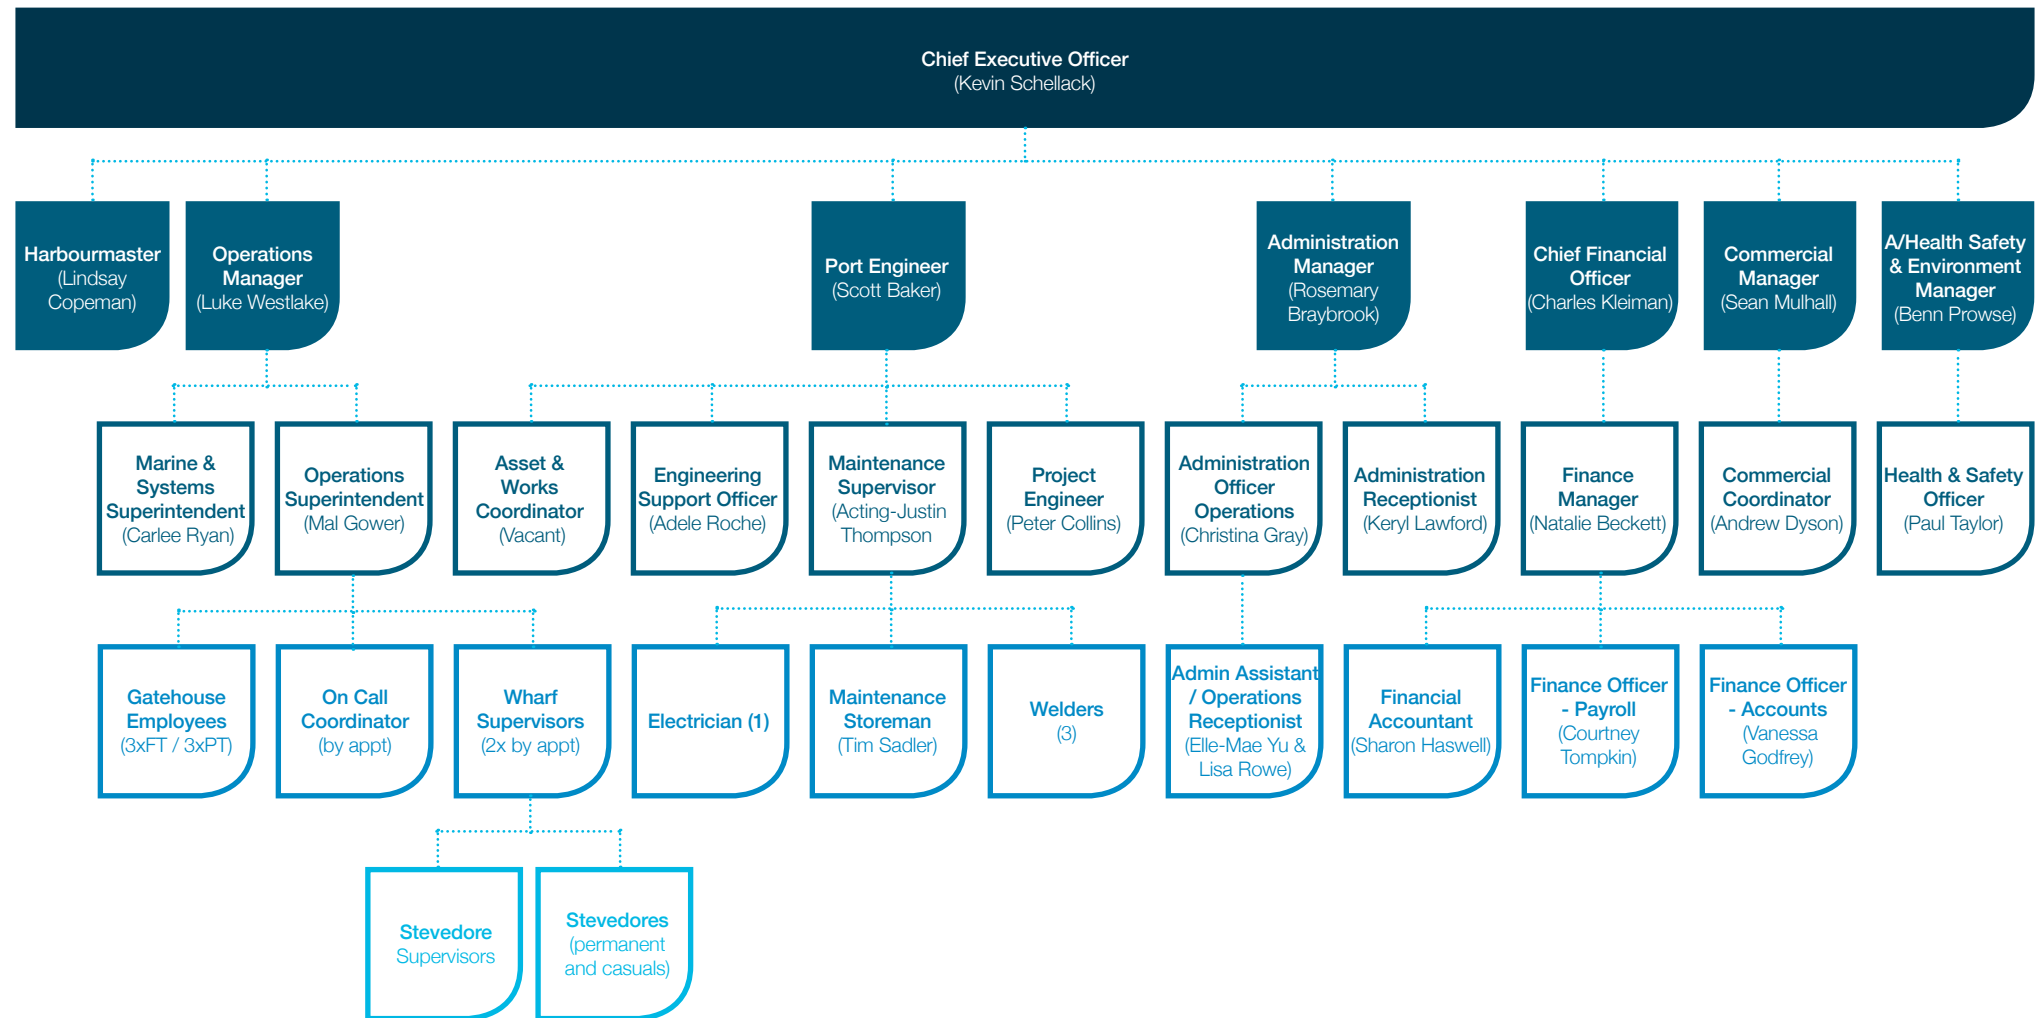 Chief Executive Officer
(Kevin Schellack)
Harbourmaster
(Lindsay
Copeman)
Operations
Manager
(Luke Westlake)
Port Engineer
(Scott Baker)
Administration
Manager
(Rosemary
Braybrook)
Chief Financial
Officer
(Charles Kleiman)
Commercial
Manager
(Sean Mulhall)
A/Health Safety
& Environment
Manager
(Benn Prowse)
Marine &
Systems
Superintendent
(Carlee Ryan)
Operations
Superintendent
(Mal Gower)
Asset &
Works
Coordinator
(Vacant)
Engineering
Support Officer
(Adele Roche)
Maintenance
Supervisor
(Acting-Justin
Thompson
Project
Engineer
(Peter Collins)
Administration
Officer
Operations
(Christina Gray)
Administration
Receptionist
(Keryl Lawford)
Finance
Manager
(Natalie Beckett)
Commercial
Coordinator
(Andrew Dyson)
Health & Safety
Officer
(Paul Taylor)
Gatehouse
Employees
(3xFT / 3xPT)
On Call
Coordinator
(by appt)
Wharf
Supervisors
(2x by appt)
Electrician (1)
Maintenance
Storeman
(Tim Sadler)
Welders
(3)
Admin Assistant
/ Operations
Receptionist
(Elle-Mae Yu &
Lisa Rowe)
Financial
Accountant
(Sharon Haswell)
Finance Officer
- Payroll
(Courtney
Tompkin)
Finance Officer
- Accounts
(Vanessa
Godfrey)
Stevedore
Supervisors
Stevedores
(permanent
and casuals)